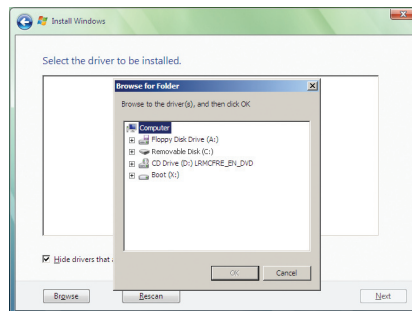 Install Windows
Select the driver to be installed.
Browse for Folder
Browse to the driver(s), and then click OK
Computer
Floppy Disk Drive (A:)
Removable Disk (C:)
CD Drive (D:) LRMCFRE_EN_DVD
Boot (X:)
Hide drivers that
OK
Cancel
Browse
Rescan
Next